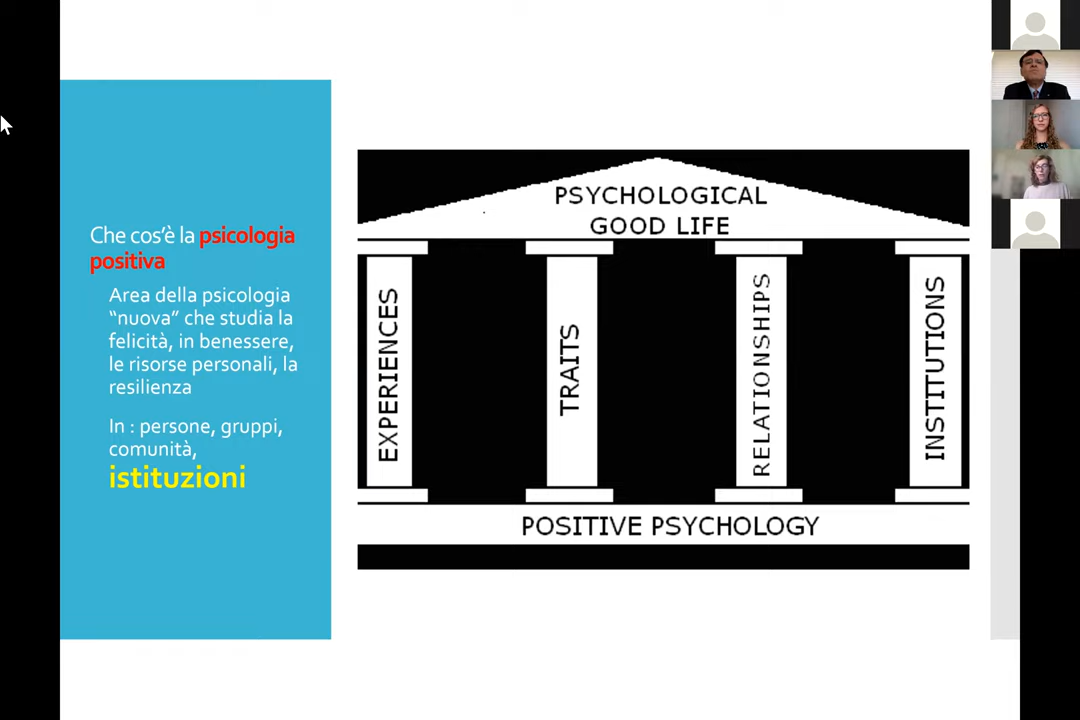 Che cos’è la psicologia
positiva
Area della psicologia
“nuova” che studia la
felicità, in benessere,
le risorse personali, la
resilienza
In : persone, gruppi,
comunità,
istituzioni
PSYCHOLOGICAL
GOOD LIFE
EXPERIENCES
TRAITS
RELATIONSHIPS
INSTITUTIONS
POSITIVE PSYCHOLOGY